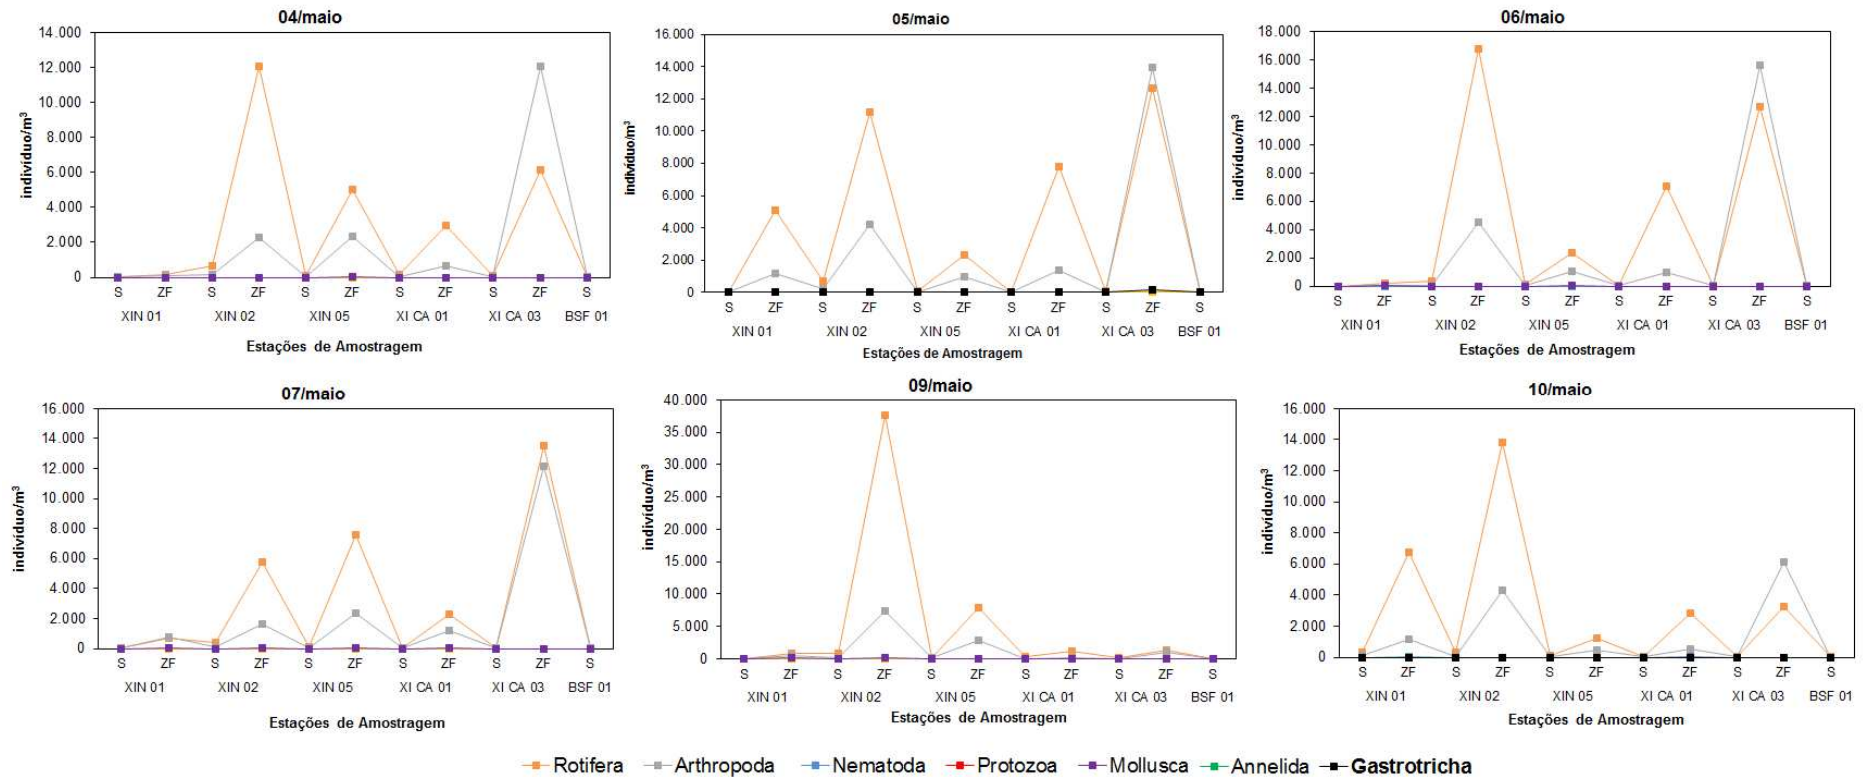 04/maio
14.000
12.000
10.000
8.000
6.000
4.000
2.000
0
indivíduo/m³
S ZF S ZF S ZF S ZF S ZF S
XIN 01 XIN 02 XIN 05 XI CA 01 XI CA 03 BSF 01
Estações de Amostragem
05/maio
16.000
14.000
12.000
10.000
8.000
6.000
4.000
2.000
0
indivíduo/m³
S ZF S ZF S ZF S ZF S ZF S
XIN 01 XIN 02 XIN 05 XI CA 01 XI CA 03 BSF 01
Estações de Amostragem
06/maio
18.000
16.000
14.000
12.000
10.000
8.000
6.000
4.000
2.000
0
indivíduo/m³
S ZF S ZF S ZF S ZF S ZF S
XIN 01 XIN 02 XIN 05 XI CA 01 XI CA 03 BSF 01
Estações de Amostragem
07/maio
16.000
14.000
12.000
10.000
8.000
6.000
4.000
2.000
0
indivíduo/m³
S ZF S ZF S ZF S ZF S ZF S
XIN 01 XIN 02 XIN 05 XI CA 01 XI CA 03 BSF 01
Estações de Amostragem
09/maio
40.000
35.000
30.000
25.000
20.000
15.000
10.000
5.000
0
indivíduo/m³
S ZF S ZF S ZF S ZF S ZF S
XIN 01 XIN 02 XIN 05 XI CA 01 XI CA 03 BSF 01
Estações de Amostragem
10/maio
16.000
14.000
12.000
10.000
8.000
6.000
4.000
2.000
0
indivíduo/m³
S ZF S ZF S ZF S ZF S ZF S
XIN 01 XIN 02 XIN 05 XI CA 01 XI CA 03 BSF 01
Estações de Amostragem
Rotifera Arthropoda Nematoda Protozoa Mollusca Annelida Gastrotricha